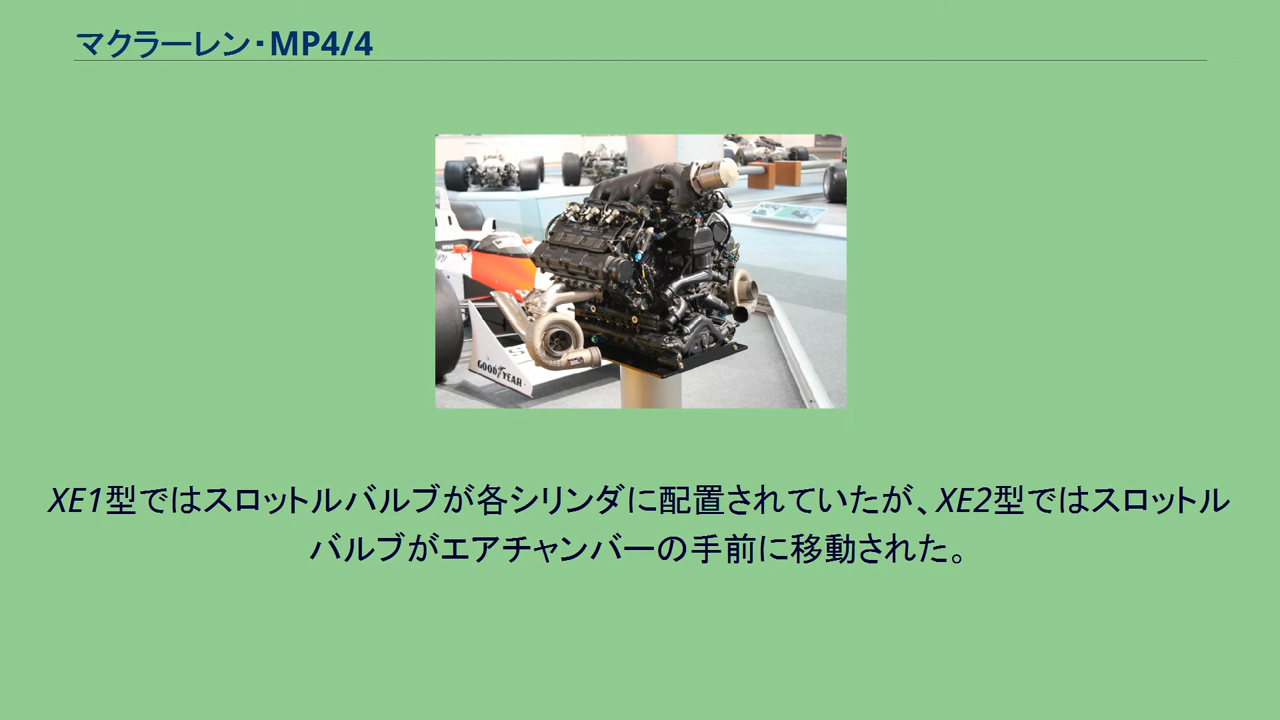 マクラーレン・MP4/4
GOODYEAR
XE1型ではスロットルバルブが各シリンダに配置されていたが、XE2型ではスロットル
バルブがエアチャンバーの手前に移動された。